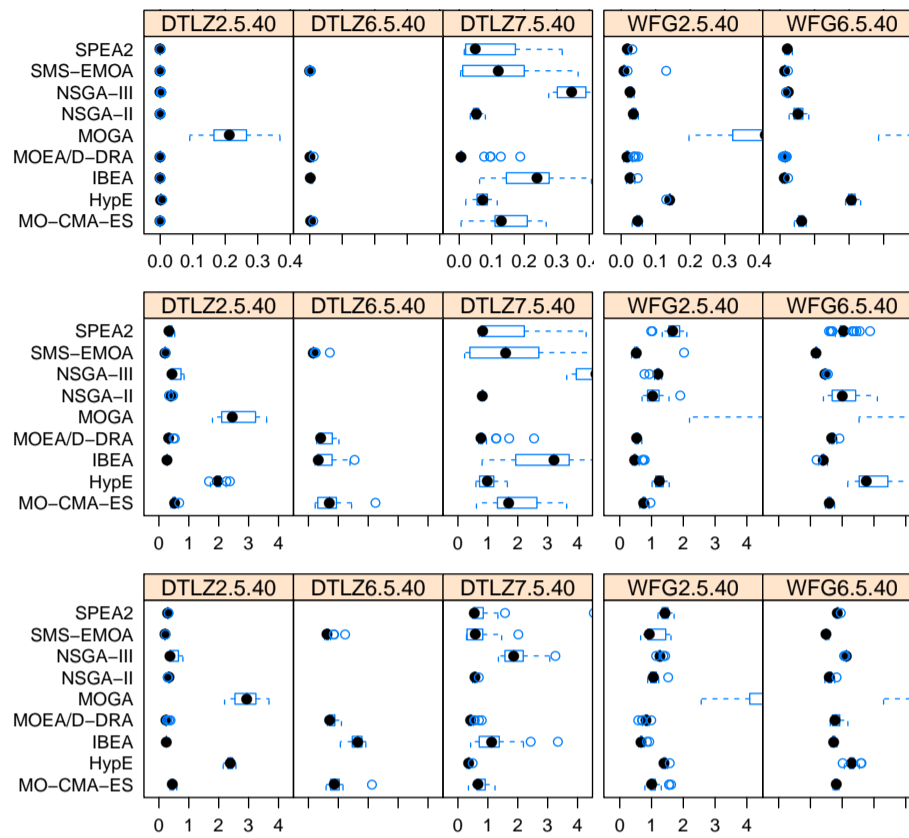 DTLZ2.5.40 DTLZ6.5.40 DTLZ7.5.40 WFG2.5.40 WFG6.5.40
SPEA2
SMS−EMOA
NSGA−III
NSGA−II
MOGA
MOEA/D−DRA
IBEA
HypE
MO−CMA−ES
0.0 0.1 0.2 0.3 0.4 0.0 0.1 0.2 0.3 0.4 0.0 0.1 0.2 0.3 0.4
DTLZ2.5.40 DTLZ6.5.40 DTLZ7.5.40 WFG2.5.40 WFG6.5.40
SPEA2
SMS−EMOA
NSGA−III
NSGA−II
MOGA
MOEA/D−DRA
IBEA
HypE
MO−CMA−ES
0 1 2 3 4 0 1 2 3 4 0 1 2 3 4
DTLZ2.5.40 DTLZ6.5.40 DTLZ7.5.40 WFG2.5.40 WFG6.5.40
SPEA2
SMS−EMOA
NSGA−III
NSGA−II
MOGA
MOEA/D−DRA
IBEA
HypE
MO−CMA−ES
0 1 2 3 4 0 1 2 3 4 0 1 2 3 4